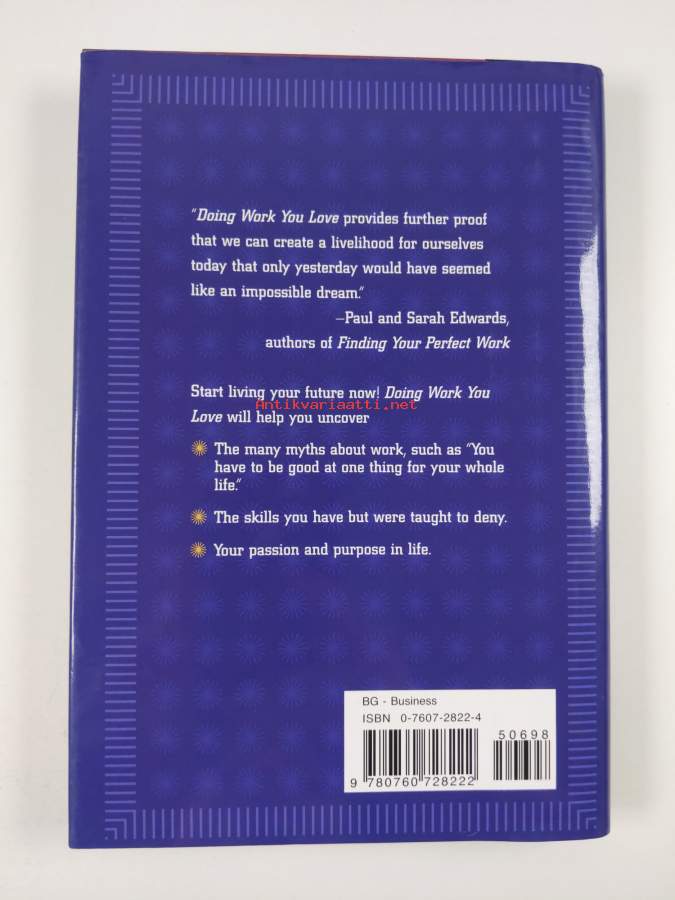 "Doing Work You Love provides further proof
that we can create a livelihood for ourselves
today that only yesterday would have seemed
like an impossible dream."
–Paul and Sarah Edwards,
authors of Finding Your Perfect Work
Start living your future now! Doing Work You
Antikvariaatti.net
Love will help you uncover
The many myths about work, such as "You
have to be good at one thing for your whole
life."
The skills you have but were taught to deny.
Your passion and purpose in life.
BG - Business
ISBN 0-7607-2822-4
50698
9 780760 728222